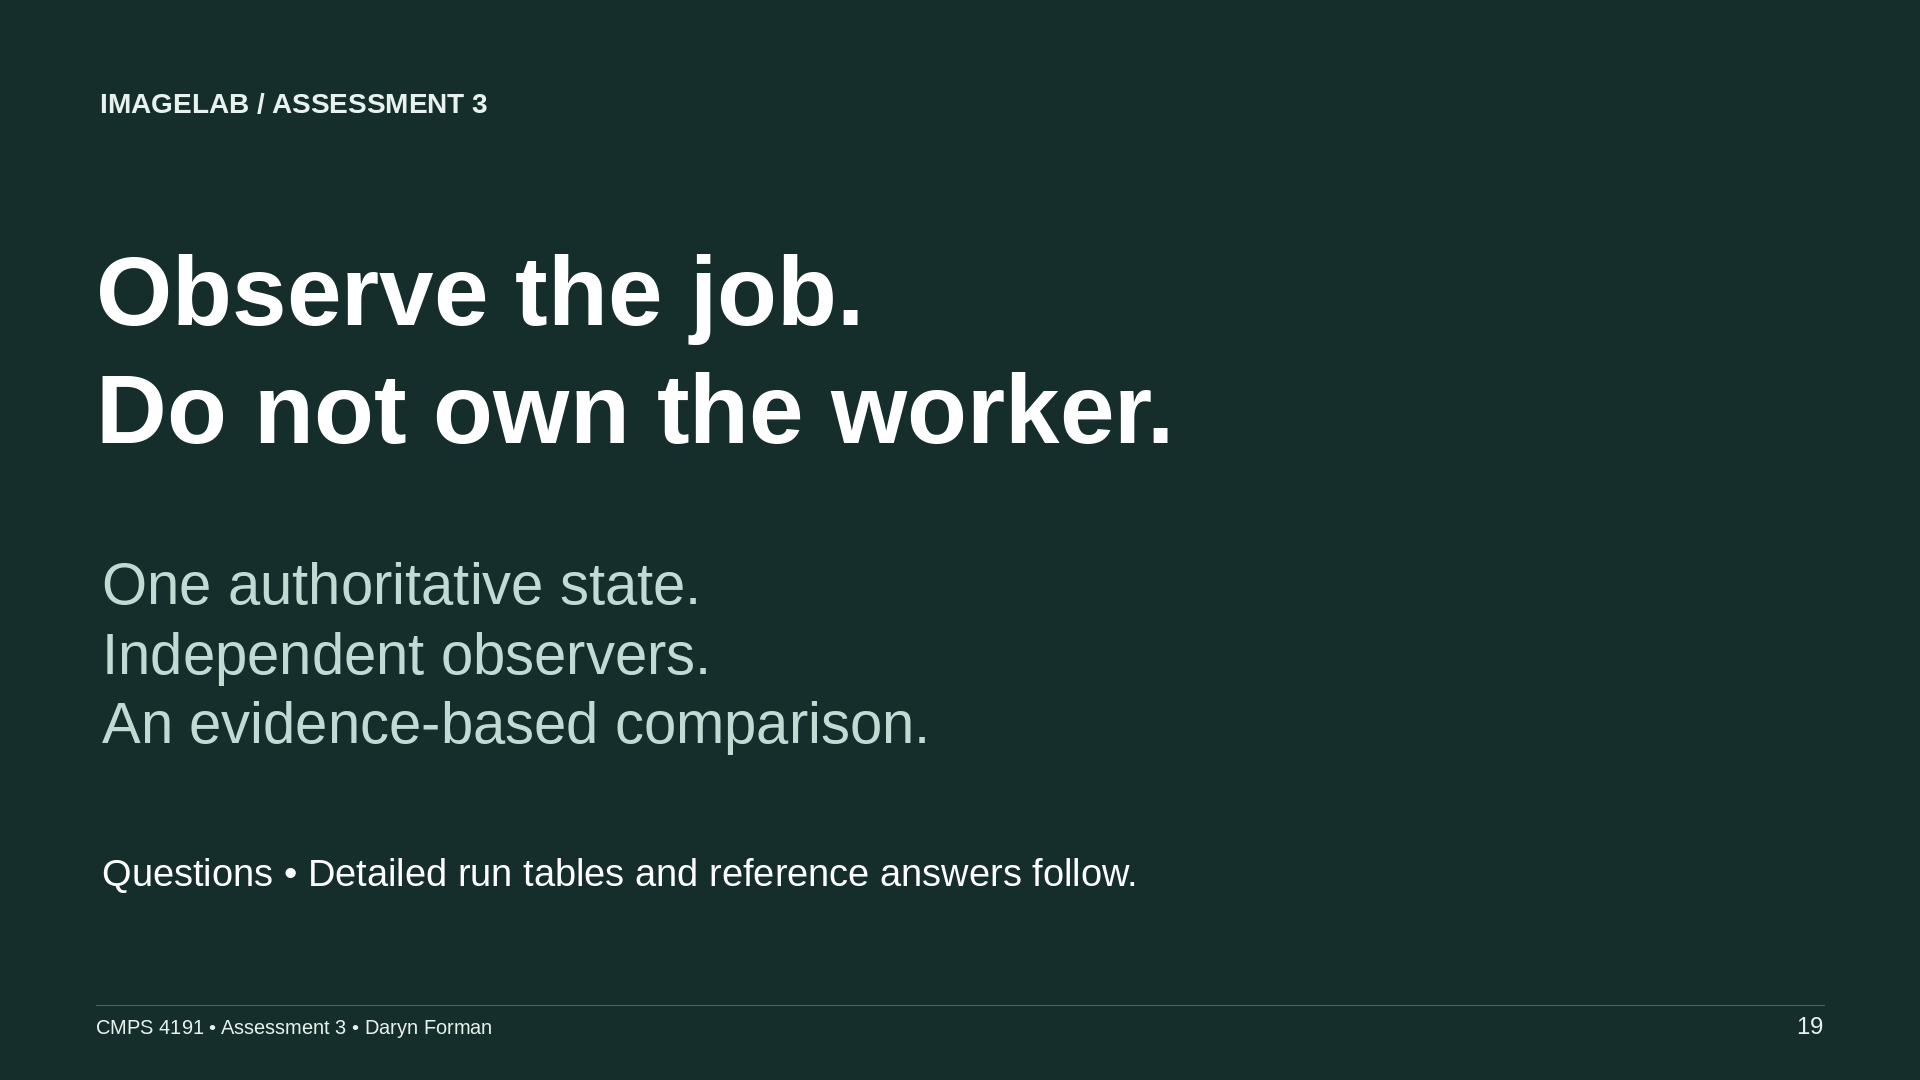 IMAGELAB / ASSESSMENT 3
Observe the job.
Do not own the worker.
One authoritative state.
Independent observers.
An evidence-based comparison.
Questions • Detailed run tables and reference answers follow.
CMPS 4191 • Assessment 3 • Daryn Forman
19